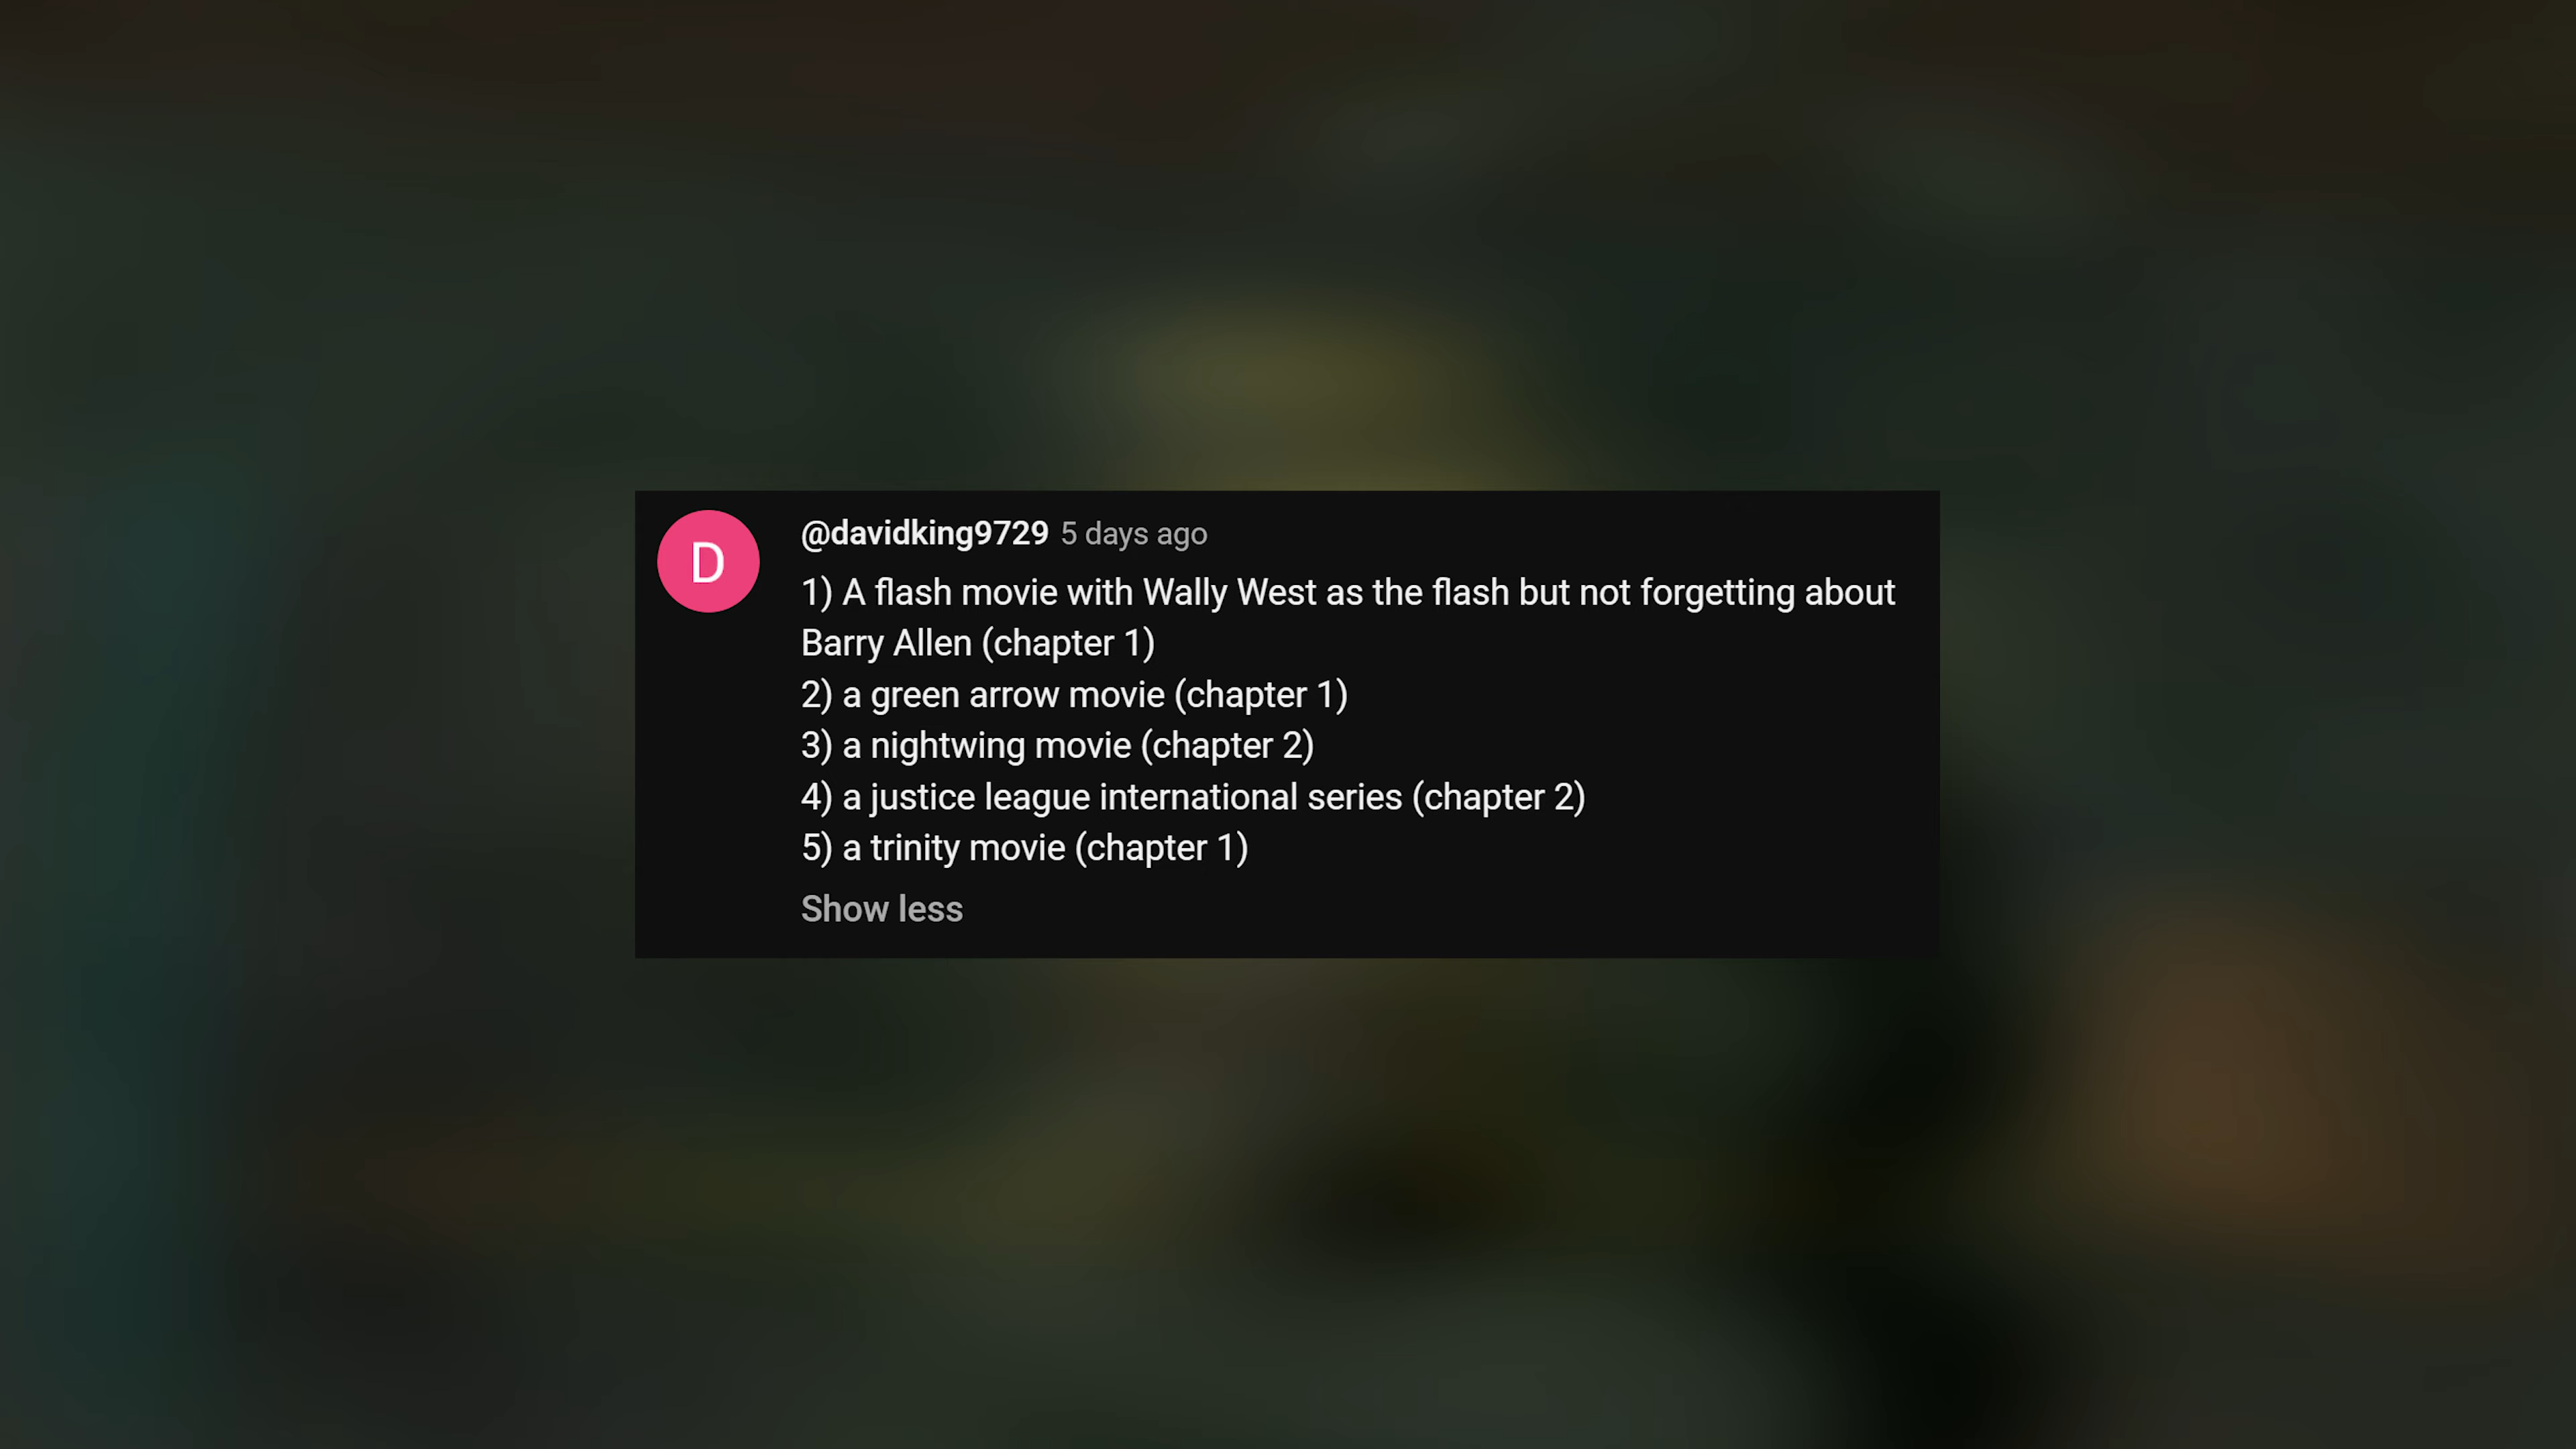 D
@davidking9729 5 days ago
1) A flash movie with Wally West as the flash but not forgetting about
Barry Allen (chapter 1)
2) a green arrow movie (chapter 1)
3) a nightwing movie (chapter 2)
4) a justice league international series (chapter 2)
5) a trinity movie (chapter 1)
Show less